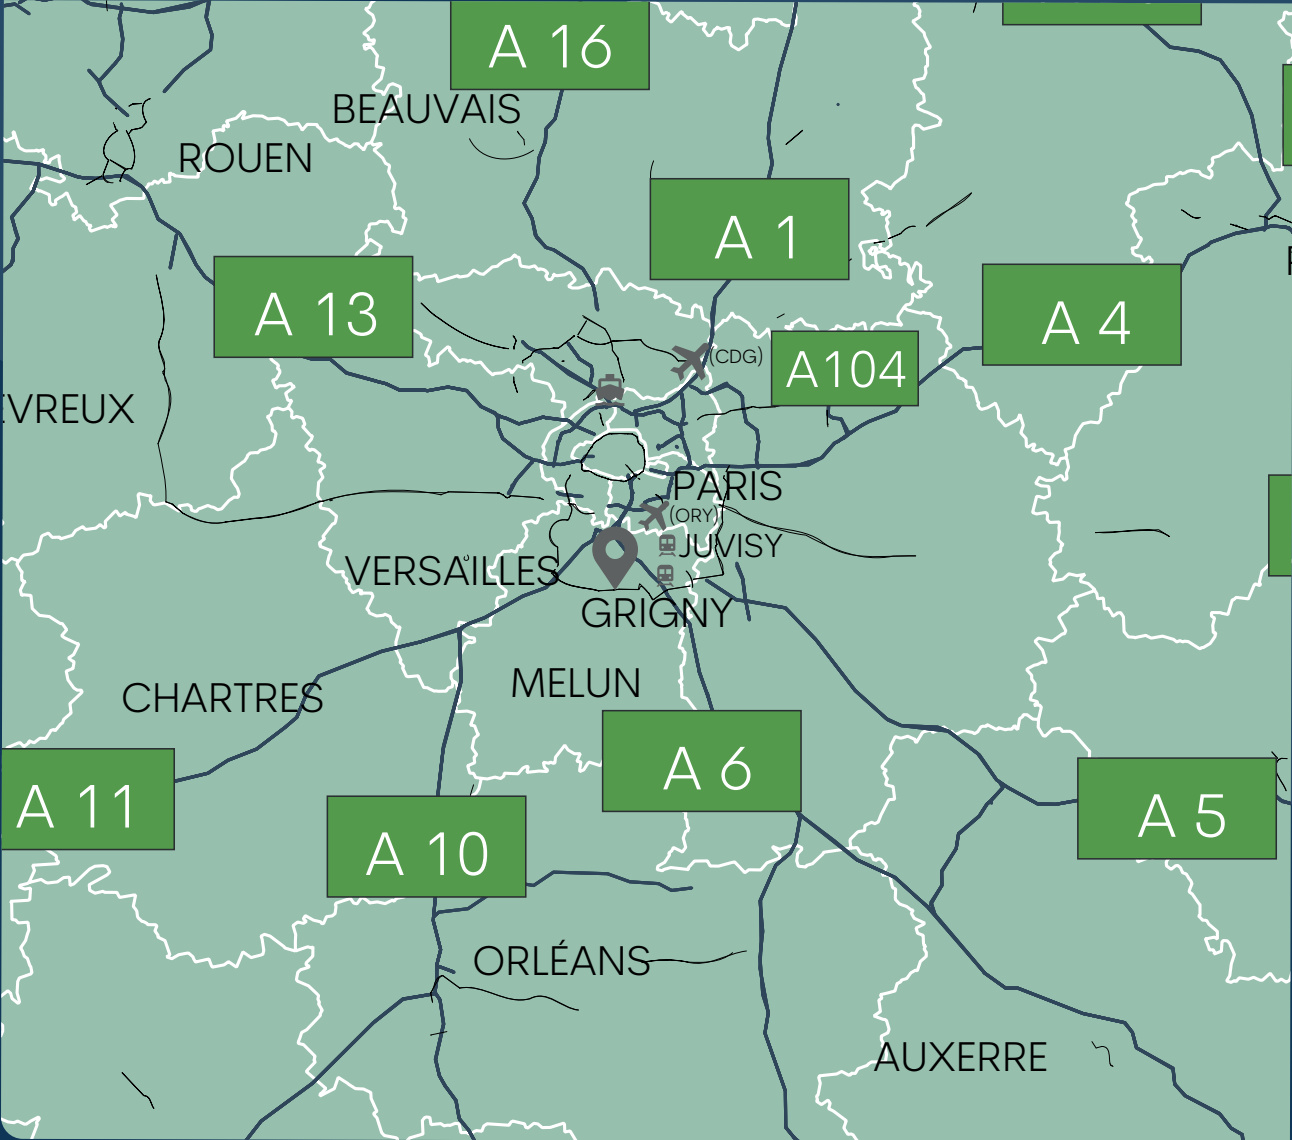 A 16
BEAUVAIS
ROUEN
A 1
A 13
A 4
(CDG)
A104
EVREUX
PARIS
(ORY)
JUVISY
VERSAILLES
GRIGNY
MELUN
CHARTRES
A 6
A 11
A 5
A 10
ORLÉANS
AUXERRE